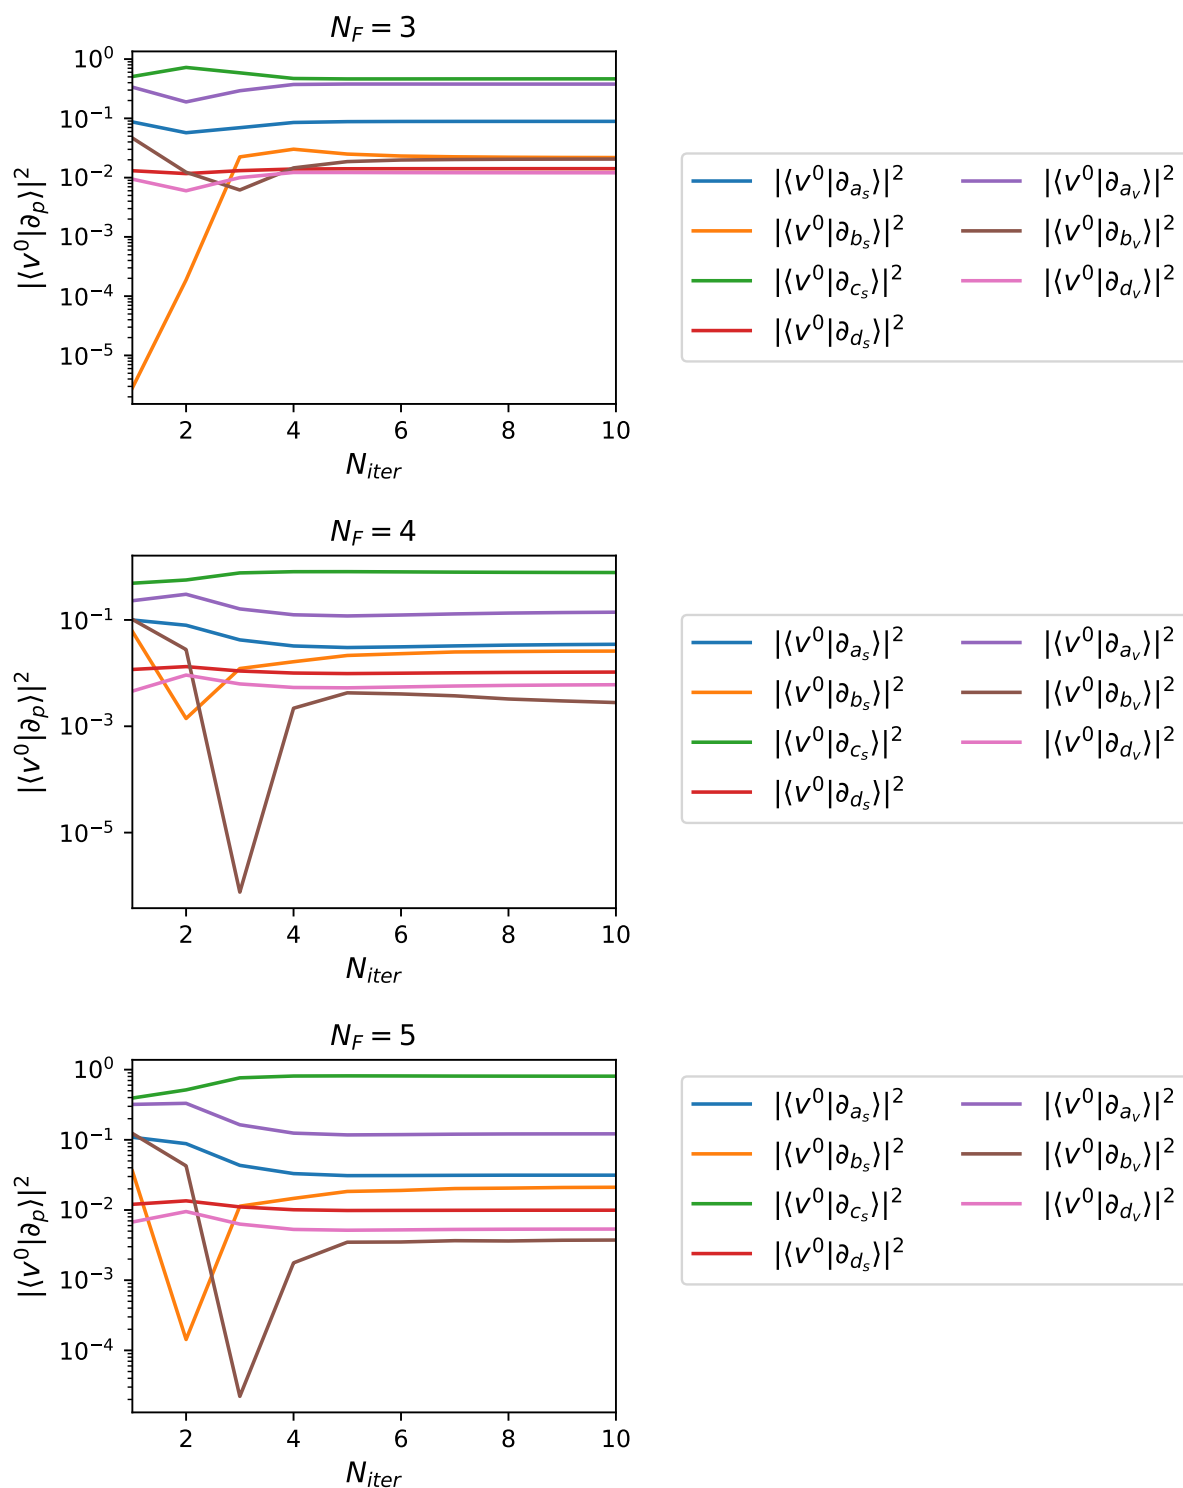 N_F = 3
10^0
10^-1
10^-2
10^-3
10^-4
10^-5
|⟨v^0|∂_p⟩|^2
2 4 6 8 10
N_iter
|⟨v^0|∂_{a_s}⟩|^2 |⟨v^0|∂_{a_v}⟩|^2
|⟨v^0|∂_{b_s}⟩|^2 |⟨v^0|∂_{b_v}⟩|^2
|⟨v^0|∂_{c_s}⟩|^2 |⟨v^0|∂_{d_v}⟩|^2
|⟨v^0|∂_{d_s}⟩|^2
N_F = 4
10^-1
10^-3
10^-5
|⟨v^0|∂_p⟩|^2
2 4 6 8 10
N_iter
|⟨v^0|∂_{a_s}⟩|^2 |⟨v^0|∂_{a_v}⟩|^2
|⟨v^0|∂_{b_s}⟩|^2 |⟨v^0|∂_{b_v}⟩|^2
|⟨v^0|∂_{c_s}⟩|^2 |⟨v^0|∂_{d_v}⟩|^2
|⟨v^0|∂_{d_s}⟩|^2
N_F = 5
10^0
10^-1
10^-2
10^-3
10^-4
|⟨v^0|∂_p⟩|^2
2 4 6 8 10
N_iter
|⟨v^0|∂_{a_s}⟩|^2 |⟨v^0|∂_{a_v}⟩|^2
|⟨v^0|∂_{b_s}⟩|^2 |⟨v^0|∂_{b_v}⟩|^2
|⟨v^0|∂_{c_s}⟩|^2 |⟨v^0|∂_{d_v}⟩|^2
|⟨v^0|∂_{d_s}⟩|^2